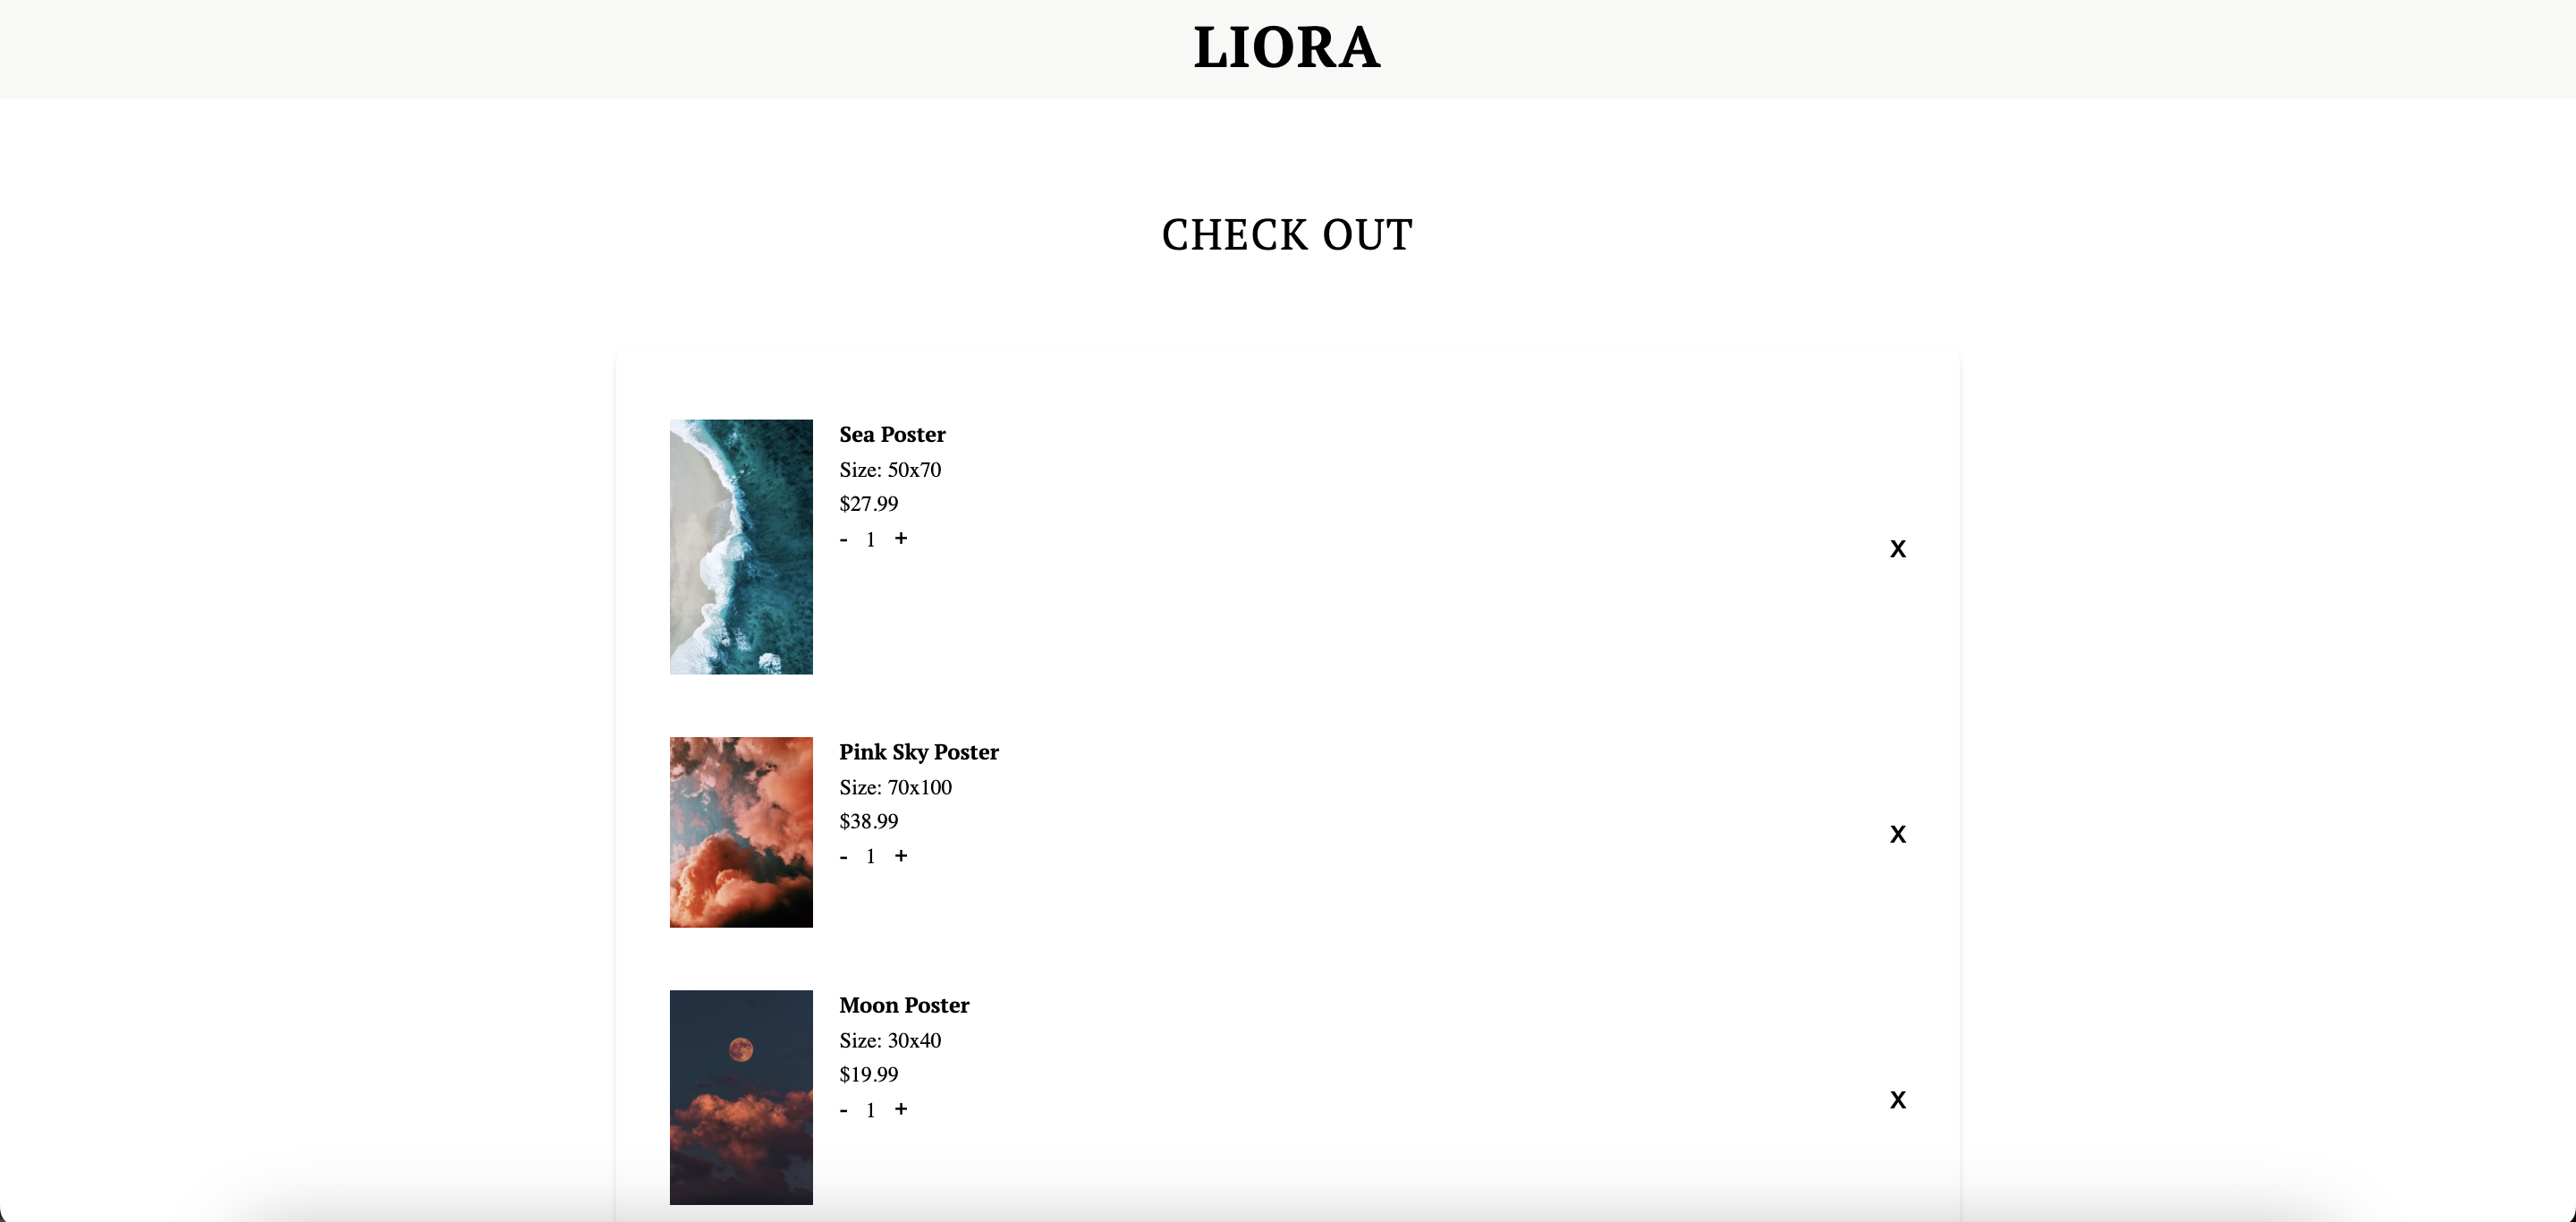 LIORA
CHECK OUT
Sea Poster
Size: 50x70
$27.99
- 1 +
X
Pink Sky Poster
Size: 70x100
$38.99
- 1 +
X
Moon Poster
Size: 30x40
$19.99
- 1 +
X